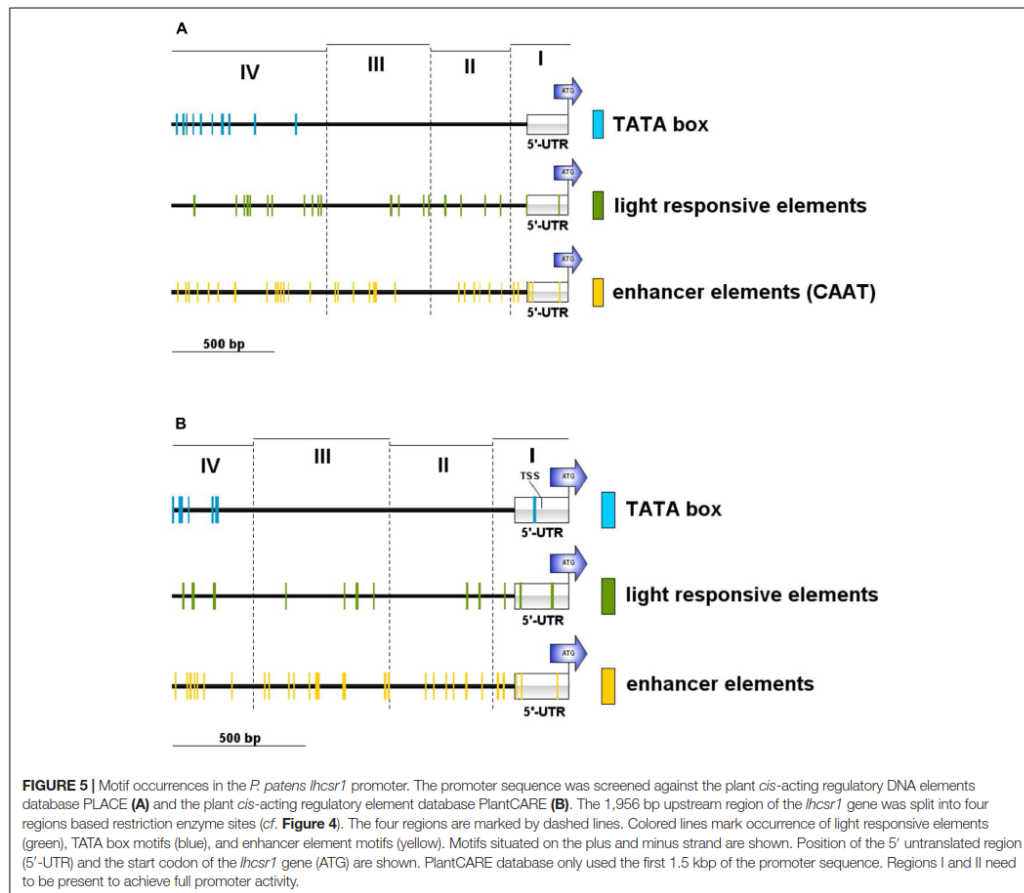 A
IV III II I
ATG
TATA box
5'-UTR
ATG
light responsive elements
5'-UTR
ATG
enhancer elements (CAAT)
5'-UTR
500 bp
B
IV III II I
TSS
ATG
TATA box
5'-UTR
ATG
light responsive elements
5'-UTR
ATG
enhancer elements
5'-UTR
500 bp
FIGURE 5 | Motif occurrences in the P. patens lhcsr1 promoter. The promoter sequence was screened against the plant cis-acting regulatory DNA elements
database PLACE (A) and the plant cis-acting regulatory element database PlantCARE (B). The 1,956 bp upstream region of the lhcsr1 gene was split into four
regions based restriction enzyme sites (cf. Figure 4). The four regions are marked by dashed lines. Colored lines mark occurrence of light responsive elements
(green), TATA box motifs (blue), and enhancer element motifs (yellow). Motifs situated on the plus and minus strand are shown. Position of the 5′ untranslated region
(5′-UTR) and the start codon of the lhcsr1 gene (ATG) are shown. PlantCARE database only used the first 1.5 kbp of the promoter sequence. Regions I and II need
to be present to achieve full promoter activity.